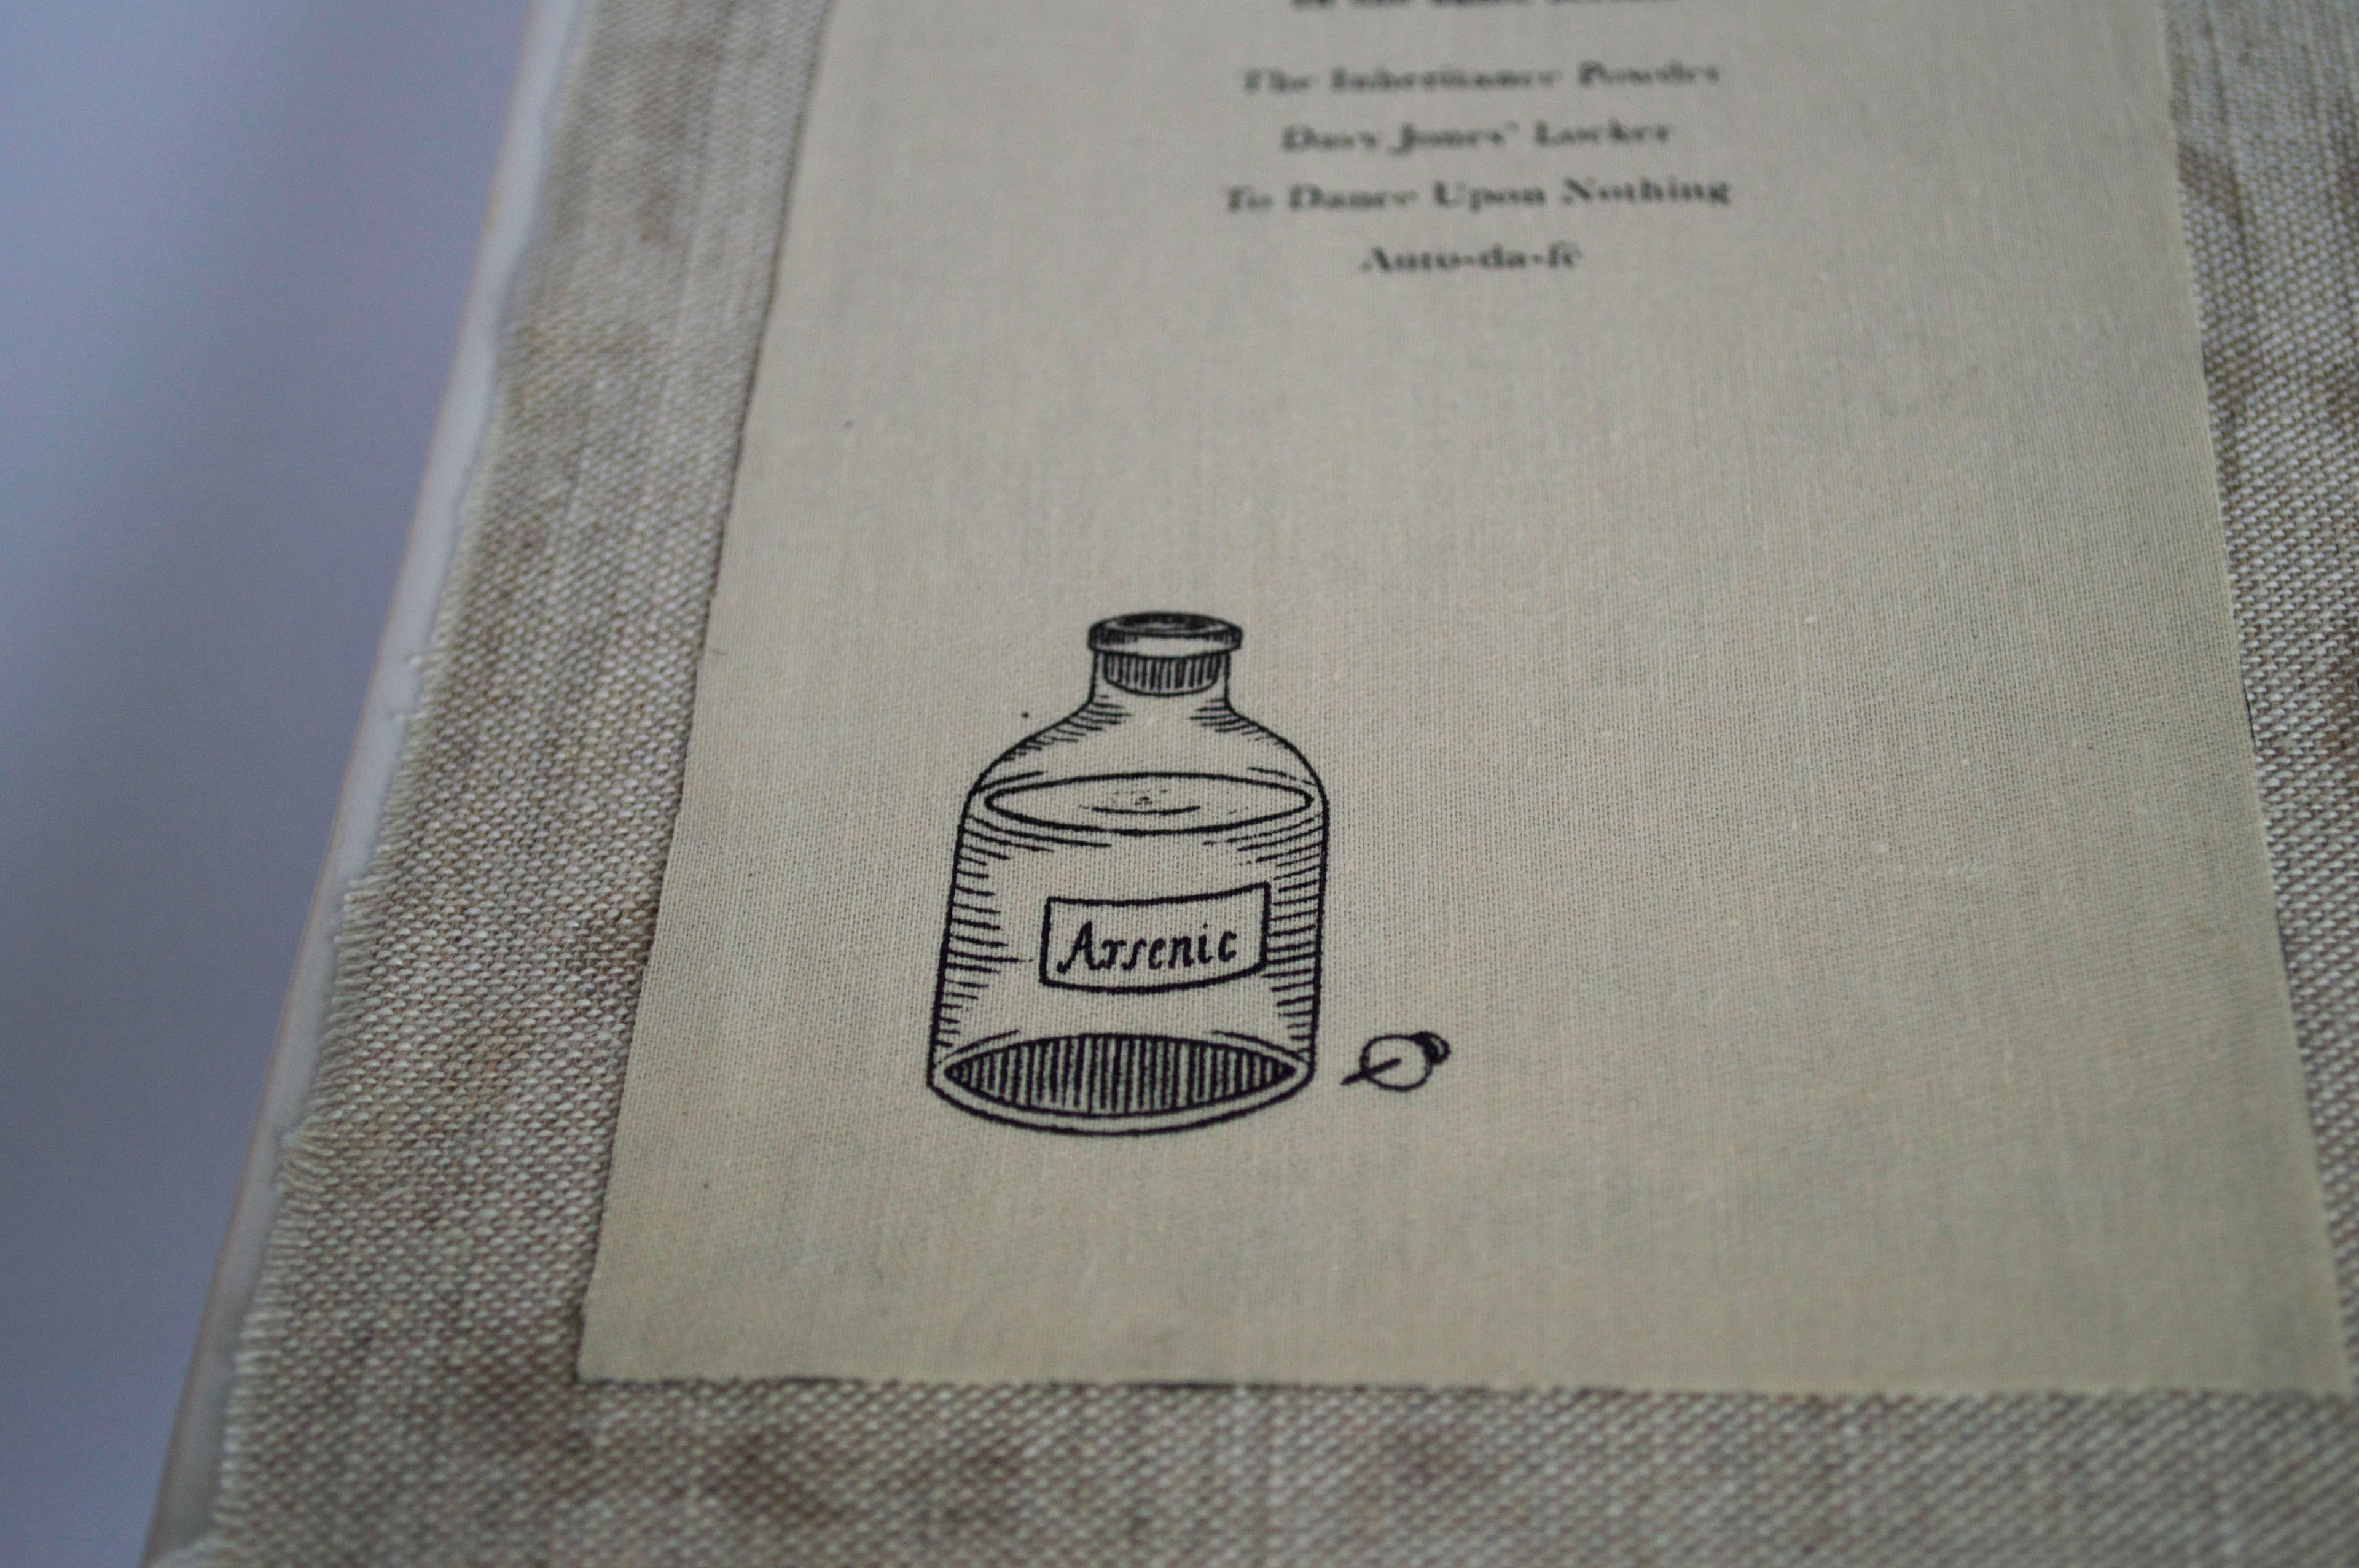 The Inheritance Powder
Davy Jones' Locker
To Dance Upon Nothing
Auto-da-fé
Arsenic